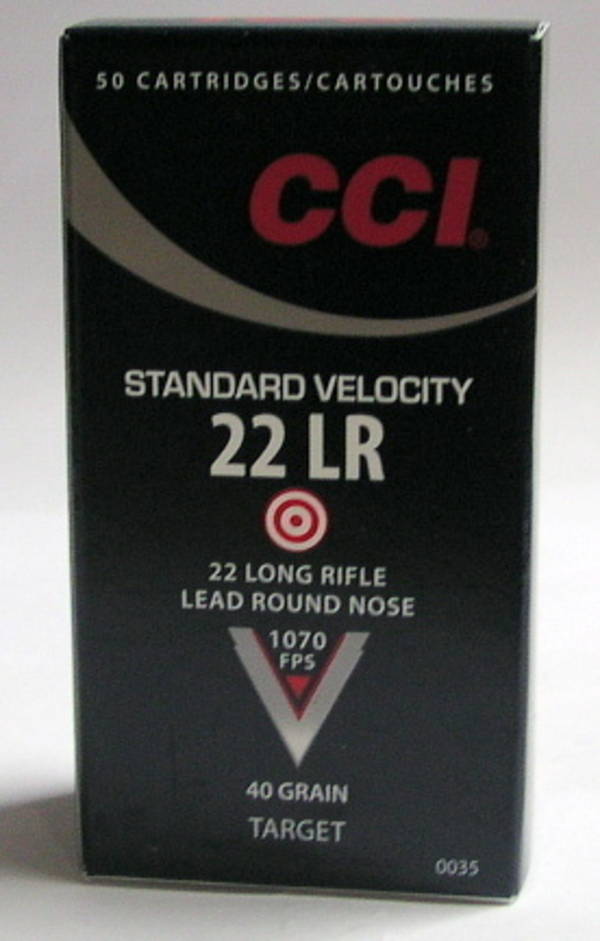 50 CARTRIDGES/CARTOUCHES
CCI®
STANDARD VELOCITY
22 LR
22 LONG RIFLE
LEAD ROUND NOSE
1070
FPS
40 GRAIN
TARGET
0035